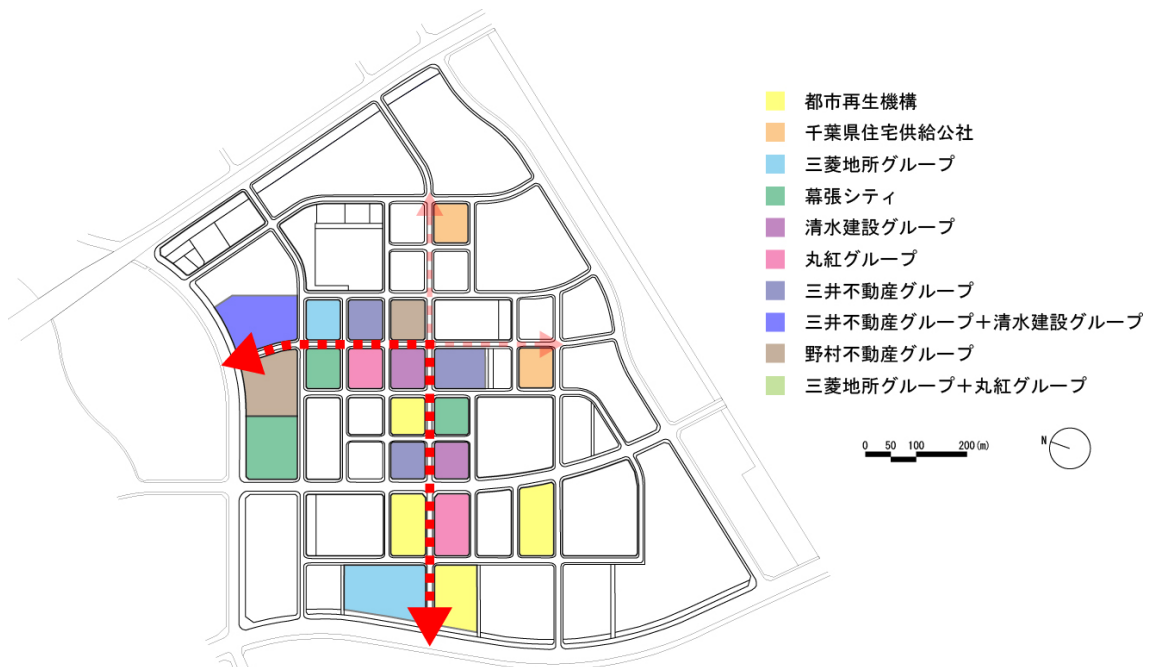 都市再生機構
千葉県住宅供給公社
三菱地所グループ
幕張シティ
清水建設グループ
丸紅グループ
三井不動産グループ
三井不動産グループ＋清水建設グループ
野村不動産グループ
三菱地所グループ＋丸紅グループ
0 50 100 200 (m)
N